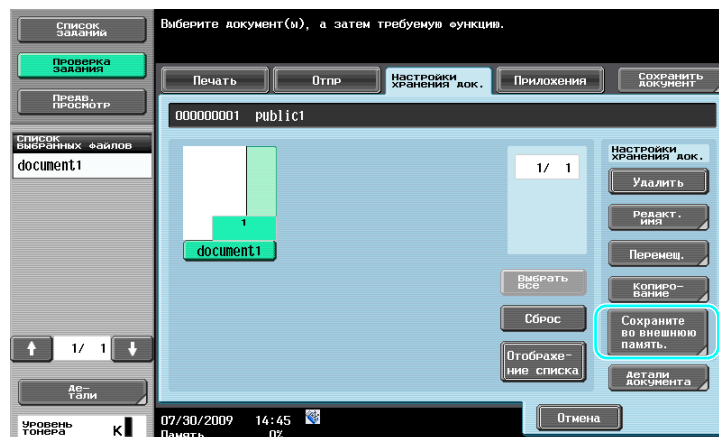 Список
заданий
Выберите документ(ы), а затем требуемую функцию.
Проверка
задания
Предв.
просмотр
Печать
Отпр
Настройки
хранения док.
Приложения
Сохранить
документ
000000001 public1
Список
выбранных файлов
document1
1
document1
1/ 1
Настройки
хранения док.
Удалить
Редакт.
имя
Перемещ.
Выбрать
все
Копиро-
вание
Сброс
Сохраните
во внешнюю
память.
Отображе-
ние списка
Детали
документа
1/ 1
Де-
тали
Уровень
тонера
K
07/30/2009 14:45
Память 0%
Отмена